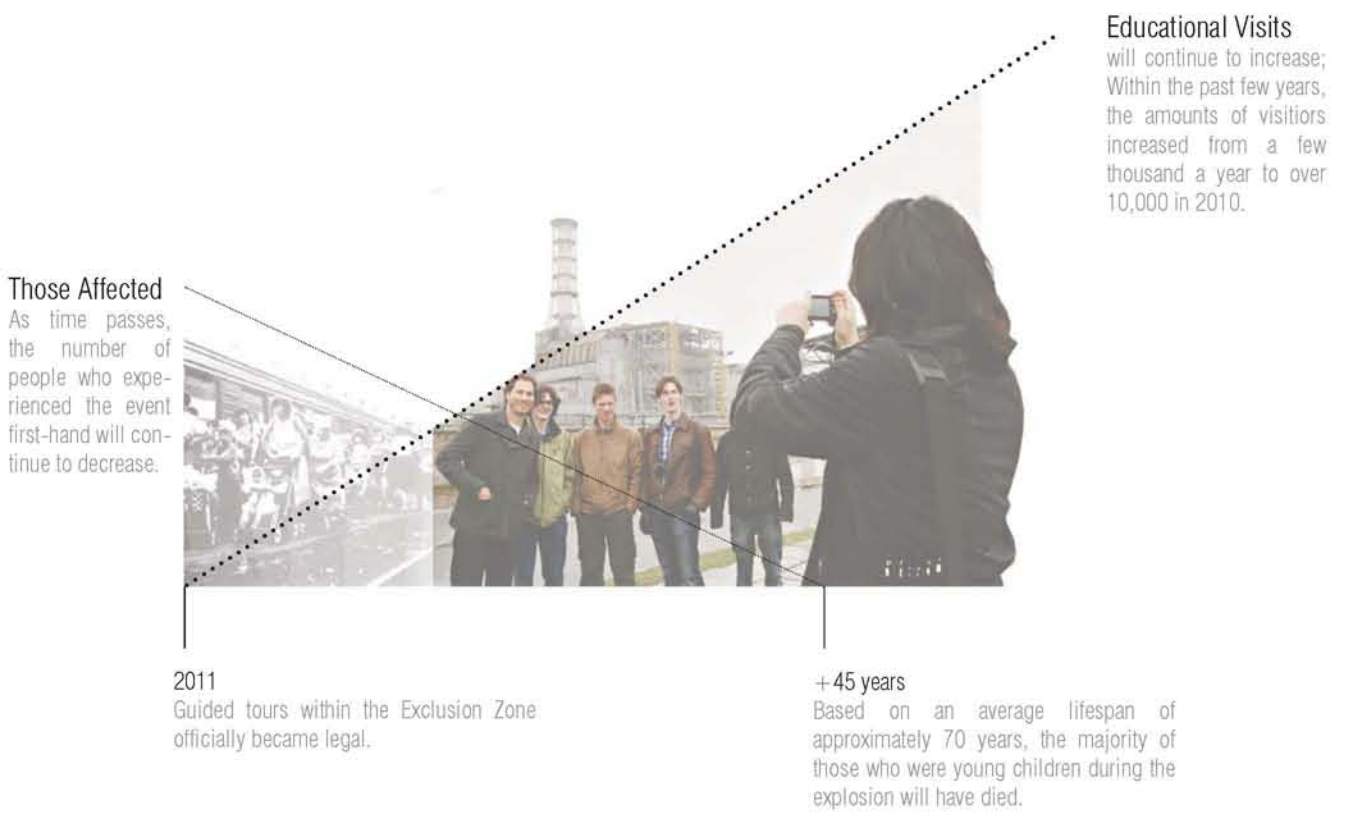 Educational Visits
will continue to increase;
Within the past few years,
the amounts of visitiors
increased from a few
thousand a year to over
10,000 in 2010.
Those Affected
As time passes,
the number of
people who expe-
rienced the event
first-hand will con-
tinue to decrease.
2011
Guided tours within the Exclusion Zone
officially became legal.
+45 years
Based on an average lifespan of
approximately 70 years, the majority of
those who were young children during the
explosion will have died.